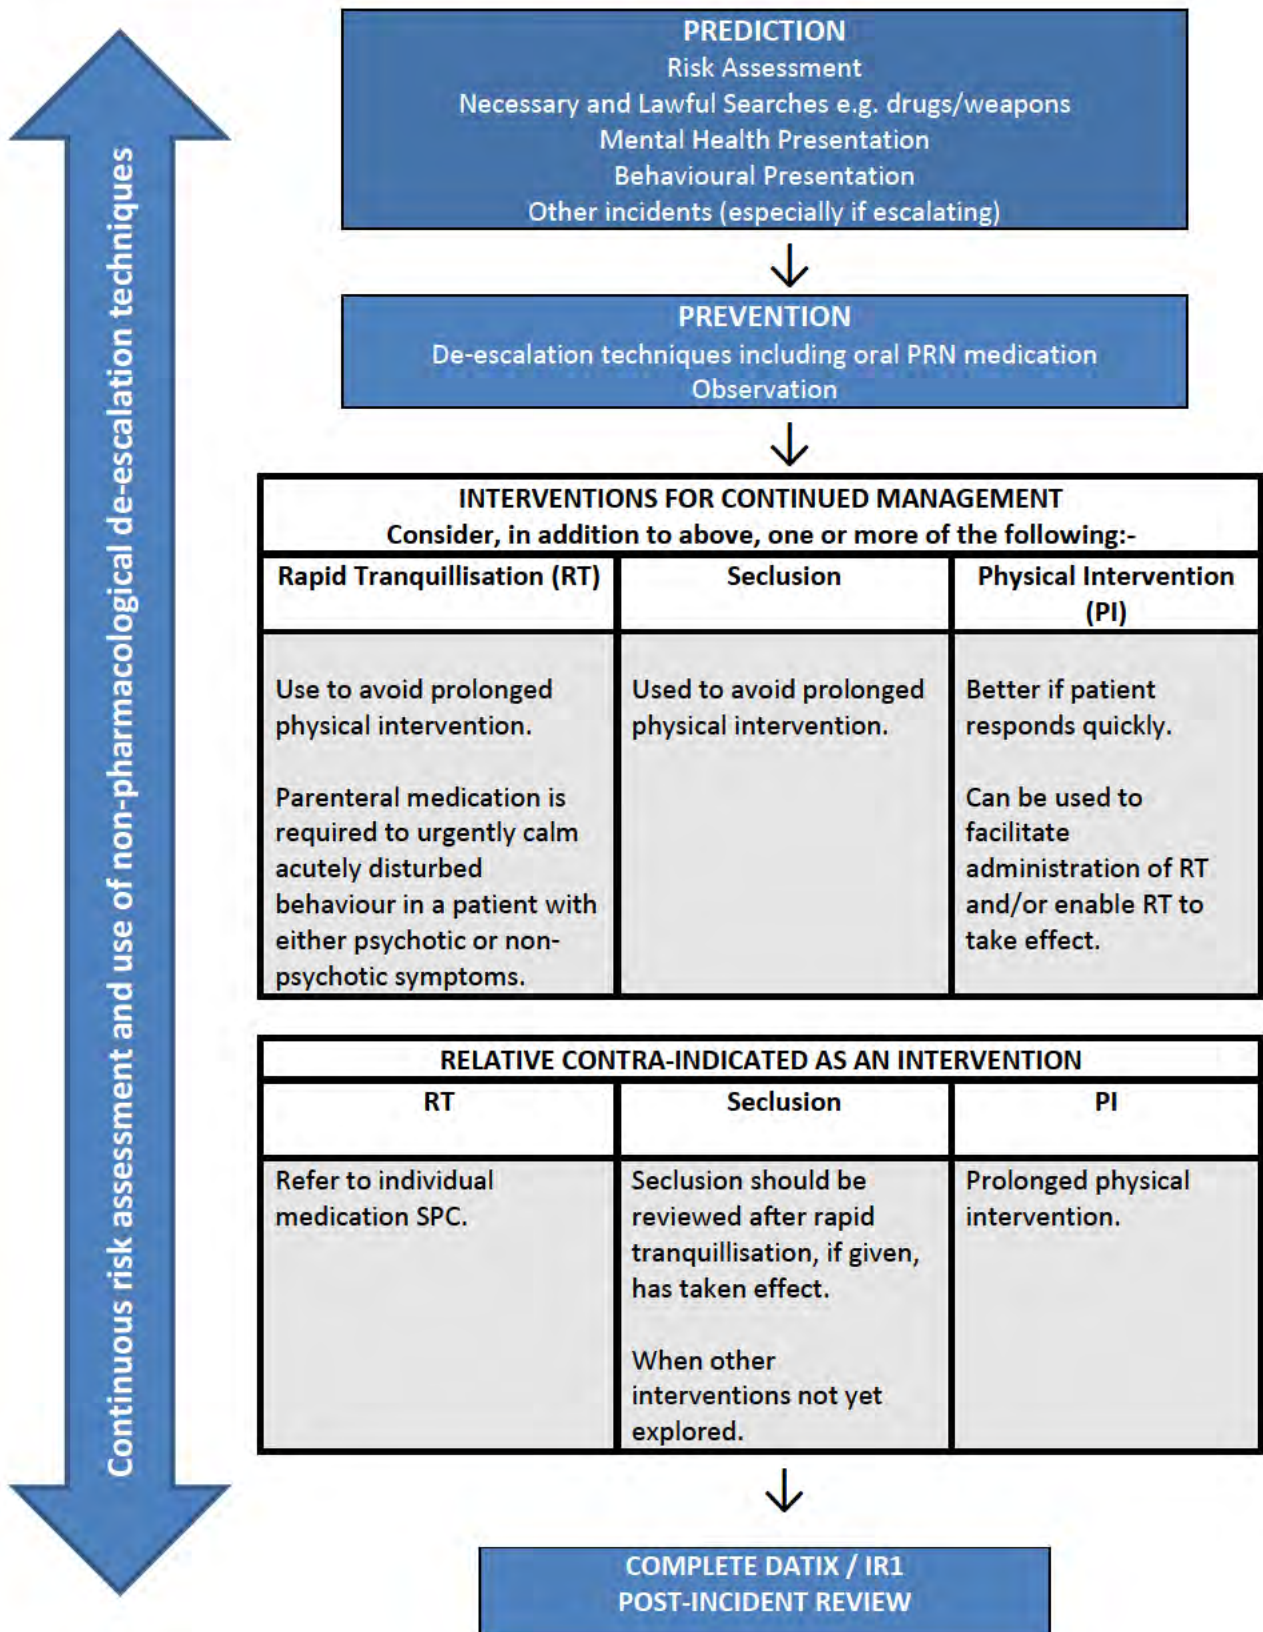 Continuous risk assessment and use of non-pharmacological de-escalation techniques
PREDICTION
Risk Assessment
Necessary and Lawful Searches e.g. drugs/weapons
Mental Health Presentation
Behavioural Presentation
Other incidents (especially if escalating)
PREVENTION
De-escalation techniques including oral PRN medication
Observation
INTERVENTIONS FOR CONTINUED MANAGEMENT
Consider, in addition to above, one or more of the following:-
Rapid Tranquillisation (RT)
Use to avoid prolonged
physical intervention.
Parenteral medication is
required to urgently calm
acutely disturbed
behaviour in a patient with
either psychotic or non-
psychotic symptoms.
Seclusion
Used to avoid prolonged
physical intervention.
Physical Intervention
(PI)
Better if patient
responds quickly.
Can be used to
facilitate
administration of RT
and/or enable RT to
take effect.
RELATIVE CONTRA-INDICATED AS AN INTERVENTION
RT
Refer to individual
medication SPC.
Seclusion
Seclusion should be
reviewed after rapid
tranquillisation, if given,
has taken effect.
When other
interventions not yet
explored.
PI
Prolonged physical
intervention.
COMPLETE DATIX / IR1
POST-INCIDENT REVIEW